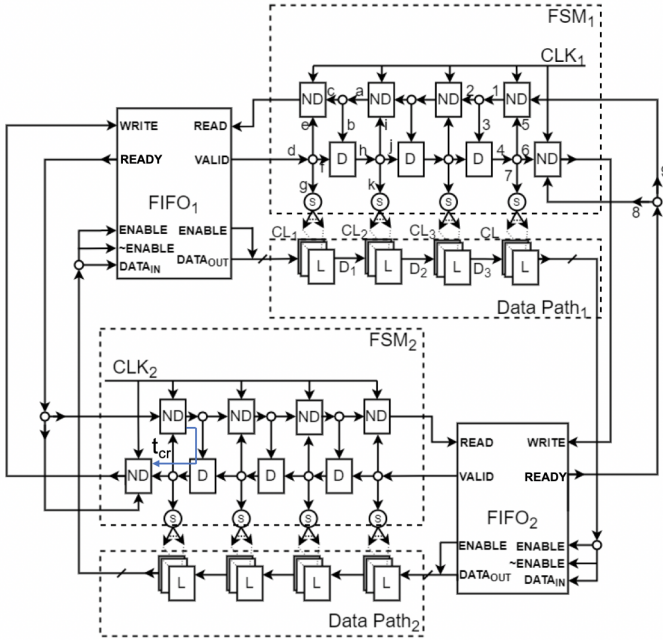 FSM1
CLK1
ND c a ND ND 2 1 ND
e b i 3 5
WRITE READ
READY VALID d f D h j D D 4 6 ND
g k 7
9
8
FIFO1
S S S S
ENABLE ENABLE
~ENABLE
DATAIN DATAOUT
CL1 CL2 CL3 CL
L D1 L D2 L D3 L
Data Path1
FSM2
CLK2
ND ND ND ND
tcr
ND D D D
READ WRITE
VALID READY
FIFO2
S S S S
ENABLE ENABLE
~ENABLE
DATAOUT DATAIN
L L L L
Data Path2